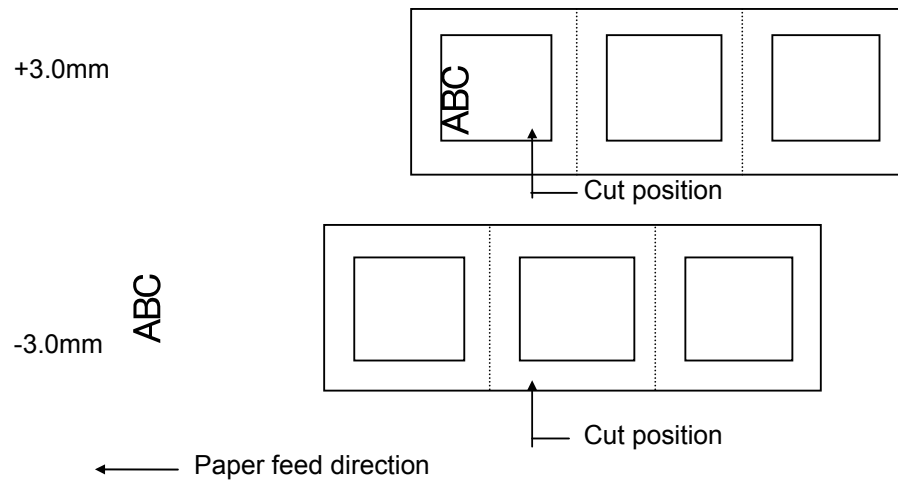 +3.0mm
ABC
Cut position
ABC
-3.0mm
Cut position
Paper feed direction